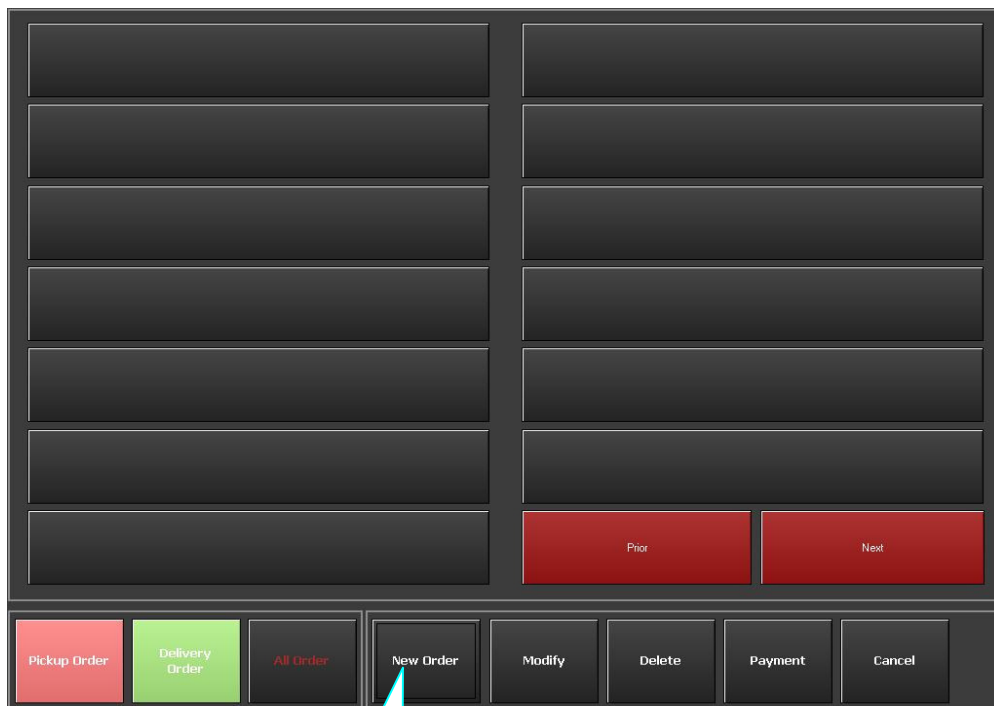 Prior
Next
Pickup Order
Delivery
Order
All Order
New Order
Modify
Delete
Payment
Cancel